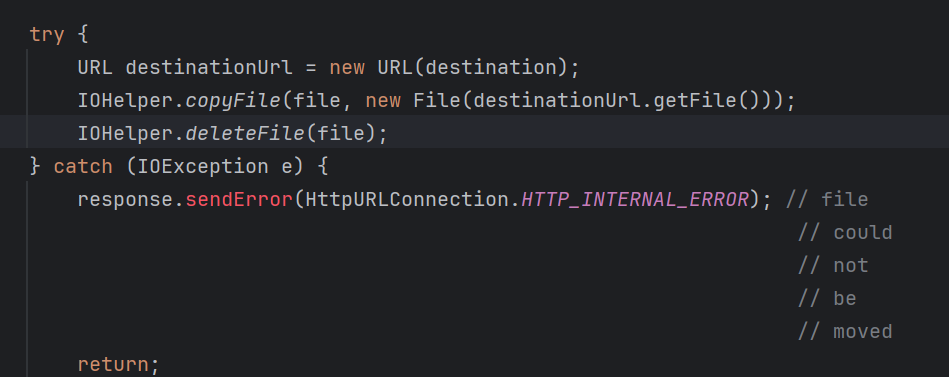 try {
    URL destinationUrl = new URL(destination);
    IOHelper.copyFile(file, new File(destinationUrl.getFile()));
    IOHelper.deleteFile(file);
} catch (IOException e) {
    response.sendError(HttpURLConnection.HTTP_INTERNAL_ERROR); // file
                                                                // could
                                                                // not
                                                                // be
                                                                // moved
    return;